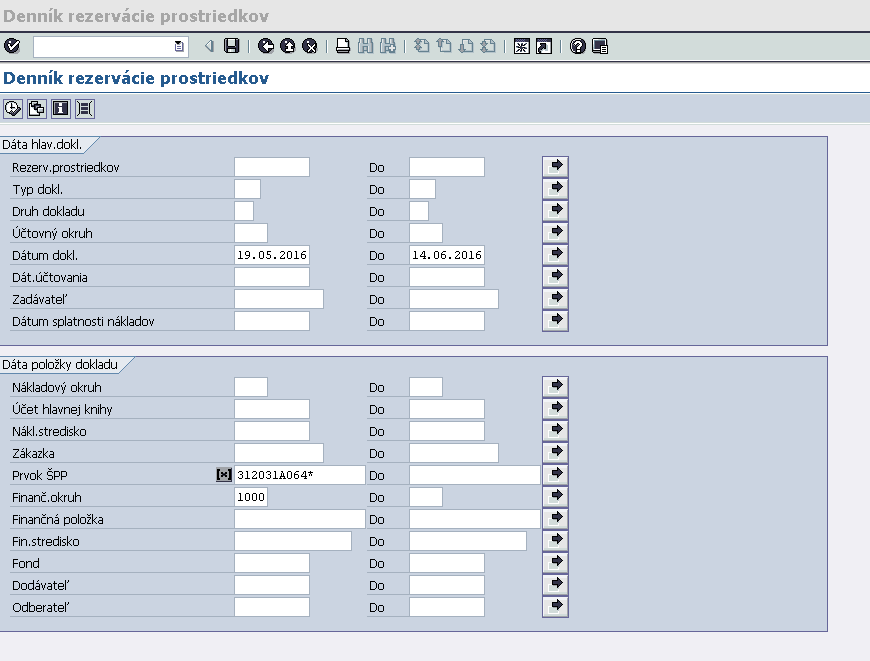 Denník rezervácie prostriedkov
Denník rezervácie prostriedkov
Dáta hlav.dokl.
Rezerv.prostriedkov Do
Typ dokl. Do
Druh dokladu Do
Účtovný okruh Do
Dátum dokl. 19.05.2016 Do 14.06.2016
Dát.účtovania Do
Zadávateľ Do
Dátum splatnosti nákladov Do
Dáta položky dokladu
Nákladový okruh Do
Účet hlavnej knihy Do
Nákl.stredisko Do
Zákazka Do
Prvok ŠPP 312031A064* Do
Finanč.okruh 1000 Do
Finančná položka Do
Fin.stredisko Do
Fond Do
Dodávateľ Do
Odberateľ Do